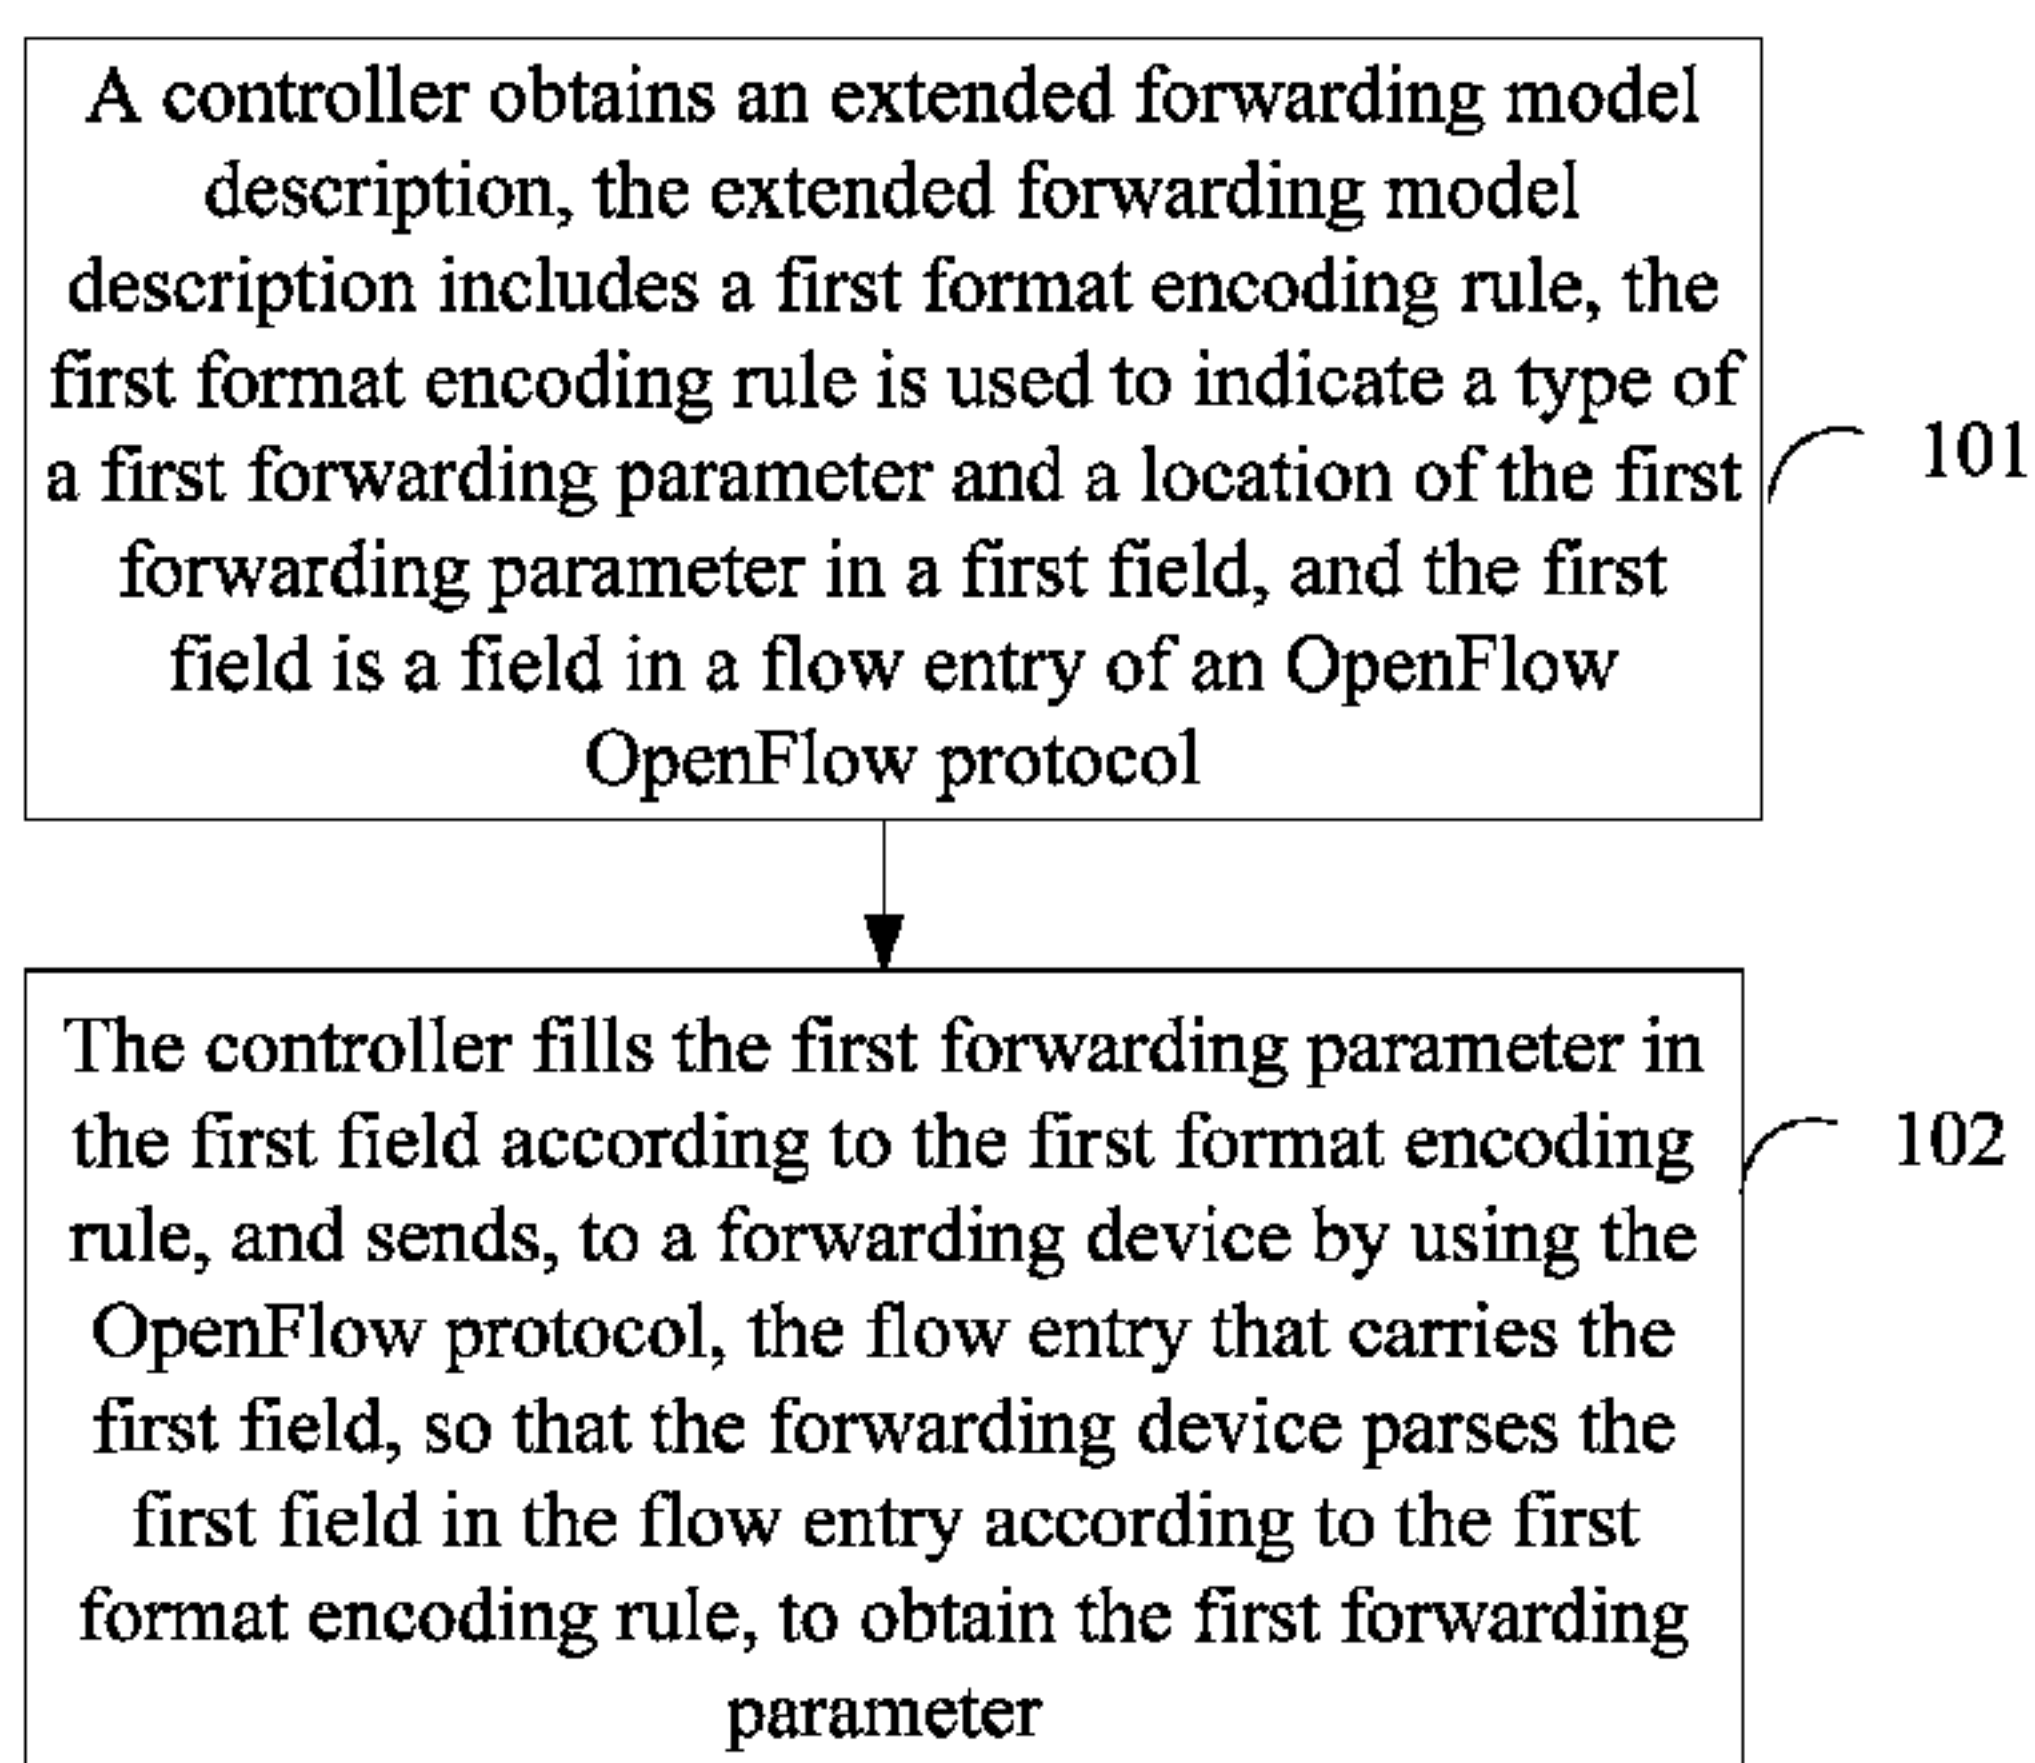 A controller obtains an extended forwarding model
description, the extended forwarding model
description includes a first format encoding rule, the
first format encoding rule is used to indicate a type of
a first forwarding parameter and a location of the first
forwarding parameter in a first field, and the first
field is a field in a flow entry of an OpenFlow
OpenFlow protocol
101
The controller fills the first forwarding parameter in
the first field according to the first format encoding
rule, and sends, to a forwarding device by using the
OpenFlow protocol, the flow entry that carries the
first field, so that the forwarding device parses the
first field in the flow entry according to the first
format encoding rule, to obtain the first forwarding
parameter
102